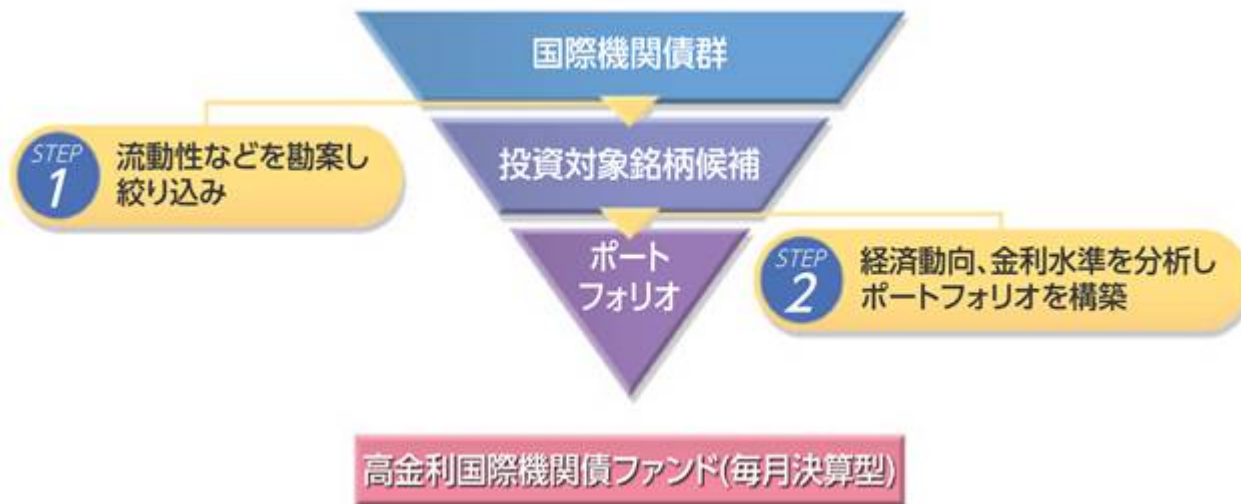 国際機関債群
STEP
1
流動性などを勘案し
絞り込み
投資対象銘柄候補
ポート
フォリオ
STEP
2
経済動向、金利水準を分析し
ポートフォリオを構築
高金利国際機関債ファンド(毎月決算型)